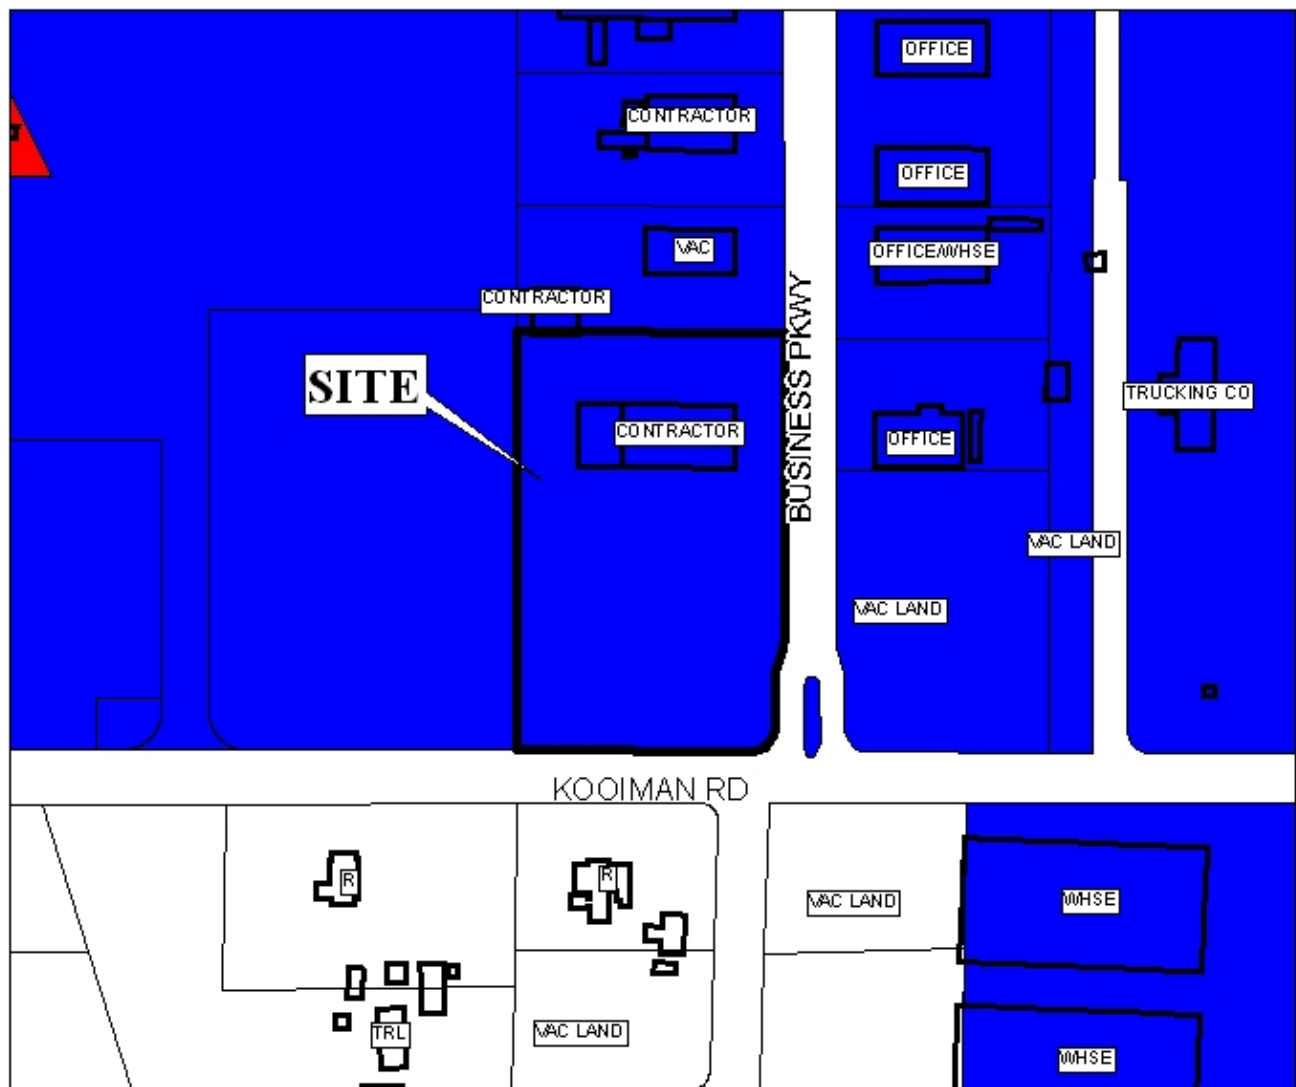 OFFICE
CONTRACTOR
OFFICE
VAC
OFFICE/WHSE
CONTRACTOR
SITE
BUSINESS PKWY
TRUCKING CO
CONTRACTOR
OFFICE
VAC LAND
VAC LAND
KOOIMAN RD
R
R
VAC LAND
WHSE
TRL
VAC LAND
WHSE